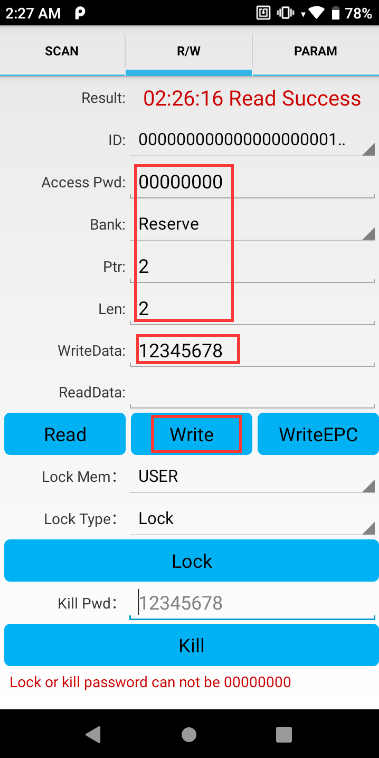 2:27 AM 78%
SCAN R/W PARAM
Result: 02:26:16 Read Success
ID: 000000000000000000001..
Access Pwd: 00000000
Bank: Reserve
Ptr: 2
Len: 2
WriteData: 12345678
ReadData:
Read Write WriteEPC
Lock Mem: USER
Lock Type: Lock
Lock
Kill Pwd: 12345678
Kill
Lock or kill password can not be 00000000